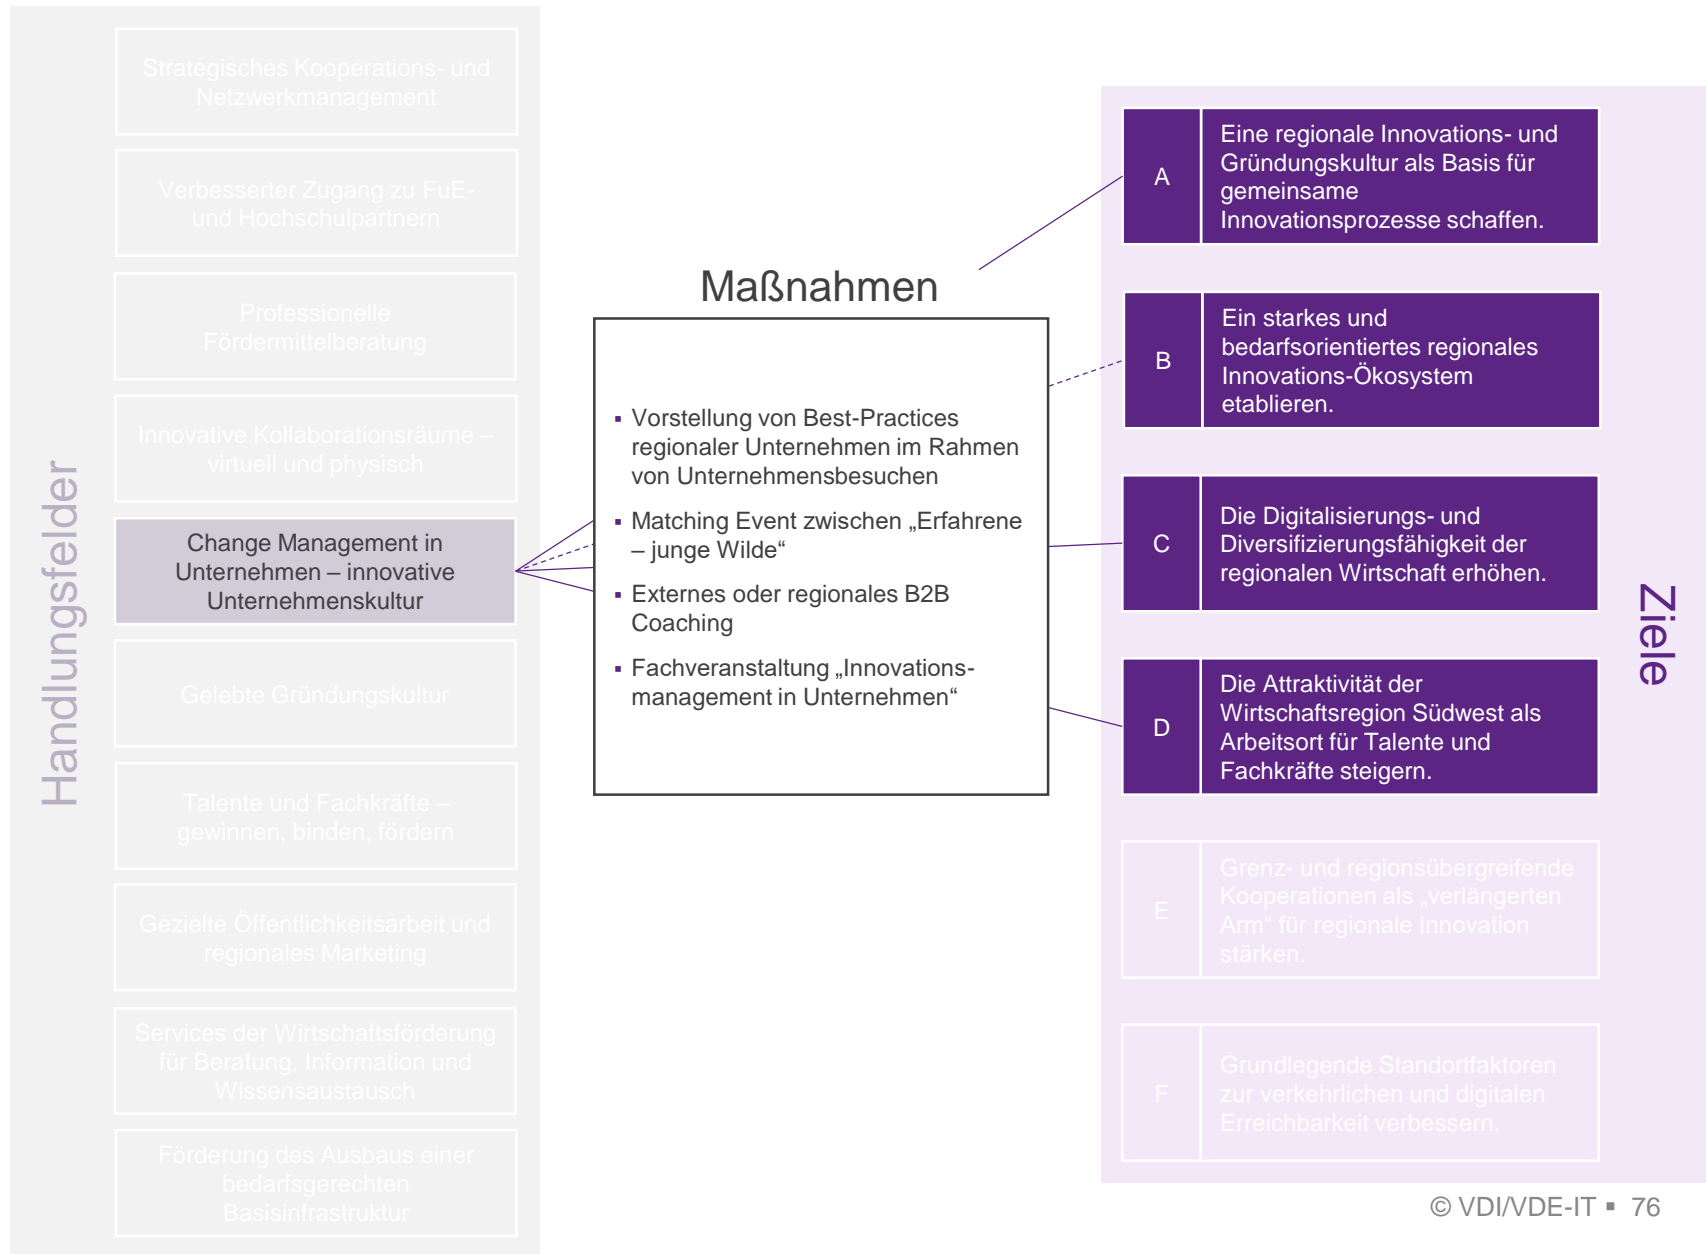 Handlungsfelder
Strategisches Kooperations- und
Netzwerkmanagement
Verbesserter Zugang zu FuE-
und Hochschulpartnern
Professionelle
Fördermittelberatung
Innovative Kollaborationsräume –
virtuell und physisch
Change Management in
Unternehmen – innovative
Unternehmenskultur
Gelebte Gründungskultur
Talente und Fachkräfte –
gewinnen, binden, fördern
Gezielte Öffentlichkeitsarbeit und
regionales Marketing
Services der Wirtschaftsförderung
für Beratung, Information und
Wissensaustausch
Förderung des Ausbaus einer
bedarfsgerechten
Basisinfrastruktur
Maßnahmen
▪ Vorstellung von Best-Practices
regionaler Unternehmen im Rahmen
von Unternehmensbesuchen
▪ Matching Event zwischen „Erfahrene
– junge Wilde“
▪ Externes oder regionales B2B
Coaching
▪ Fachveranstaltung „Innovations-
management in Unternehmen“
Ziele
A
Eine regionale Innovations- und
Gründungskultur als Basis für
gemeinsame
Innovationsprozesse schaffen.
B
Ein starkes und
bedarfsorientiertes regionales
Innovations-Ökosystem
etablieren.
C
Die Digitalisierungs- und
Diversifizierungsfähigkeit der
regionalen Wirtschaft erhöhen.
D
Die Attraktivität der
Wirtschaftsregion Südwest als
Arbeitsort für Talente und
Fachkräfte steigern.
E
Grenz- und regionsübergreifende
Kooperationen als „verlängerten
Arm“ für regionale Innovation
stärken.
F
Grundlegende Standortfaktoren
zur verkehrlichen und digitalen
Erreichbarkeit verbessern.
© VDI/VDE-IT ▪ 76